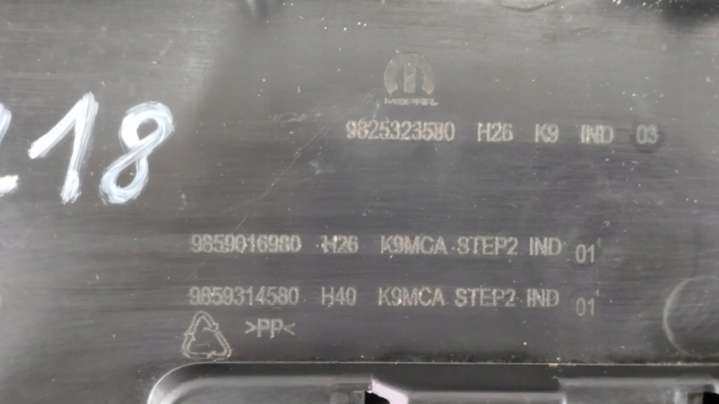 MOPAR
218
9825323580 H26 K9 IND 03
9859016980 H26 K9MCA STEP2 IND 01
9859314580 H40 K9MCA STEP2 IND 01
>PP<